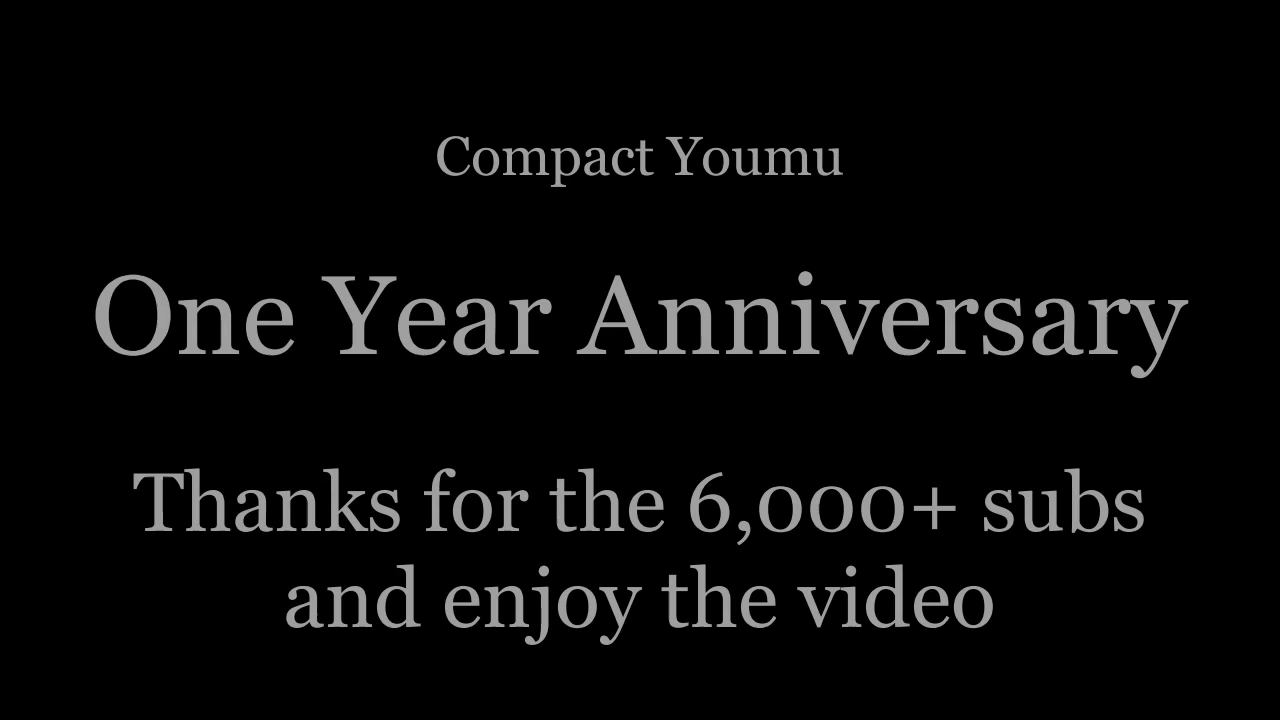 Compact Youmu
One Year Anniversary
Thanks for the 6,000+ subs
and enjoy the video